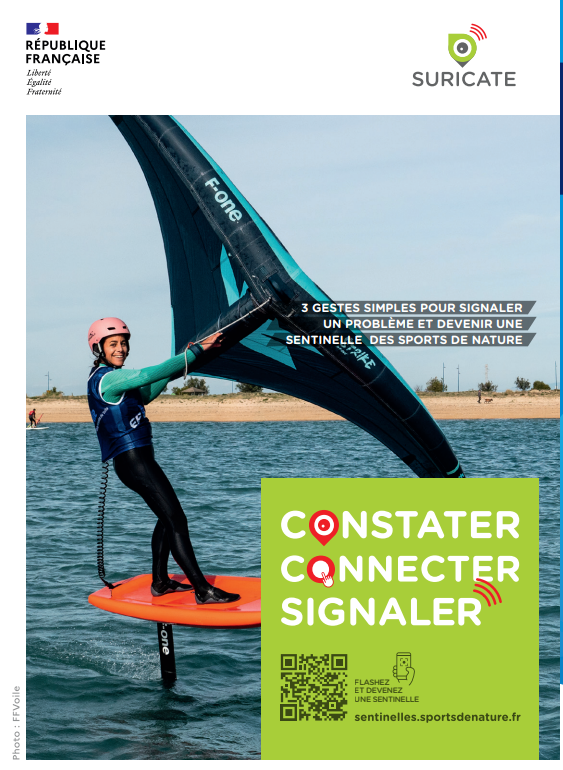 RÉPUBLIQUE
FRANÇAISE
Liberté
Égalité
Fraternité
SURICATE
F-one
3 GESTES SIMPLES POUR SIGNALER
UN PROBLÈME ET DEVENIR UNE
SENTINELLE DES SPORTS DE NATURE
CONSTATER
CONNECTER
SIGNALER
F-one
FLASHEZ
ET DEVENEZ
UNE SENTINELLE
sentinelles.sportsdenature.fr
Photo : FFVoile